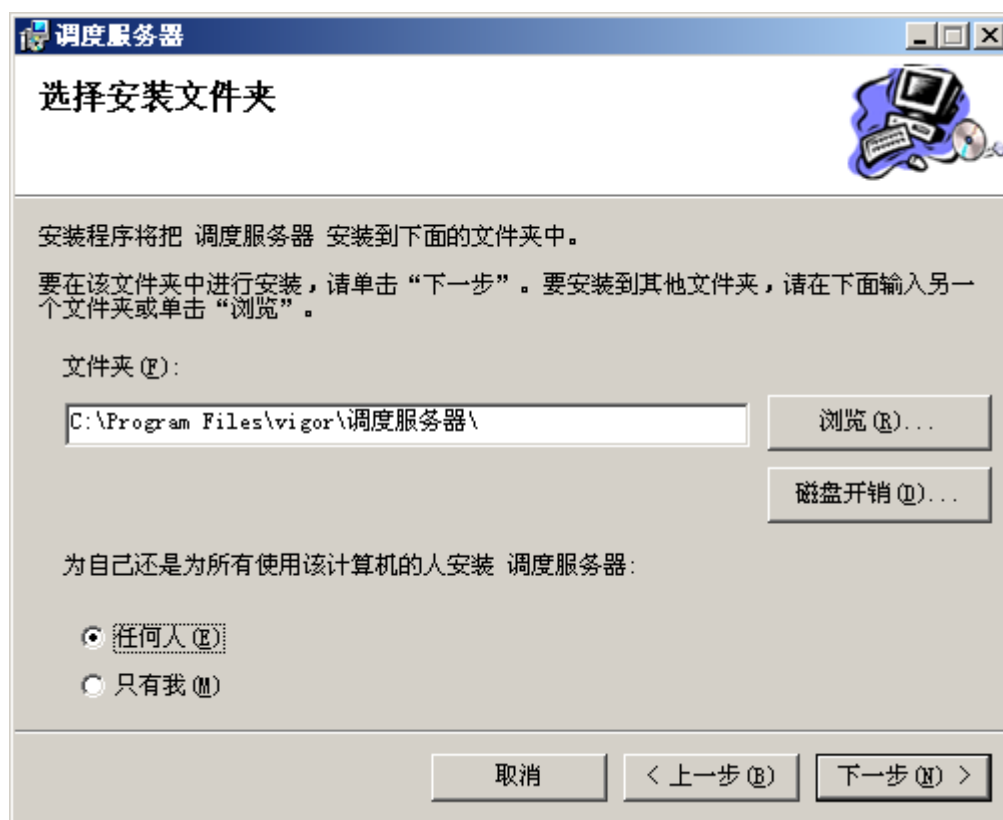 调度服务器
选择安装文件夹
安装程序将把 调度服务器 安装到下面的文件夹中。
要在该文件夹中进行安装，请单击“下一步”。要安装到其他文件夹，请在下面输入另一
个文件夹或单击“浏览”。
文件夹(F):
C:\Program Files\vigor\调度服务器\
浏览(R)...
磁盘开销(D)...
为自己还是为所有使用该计算机的人安装 调度服务器:
任何人(E)
只有我(M)
取消
< 上一步(B)
下一步(N) >